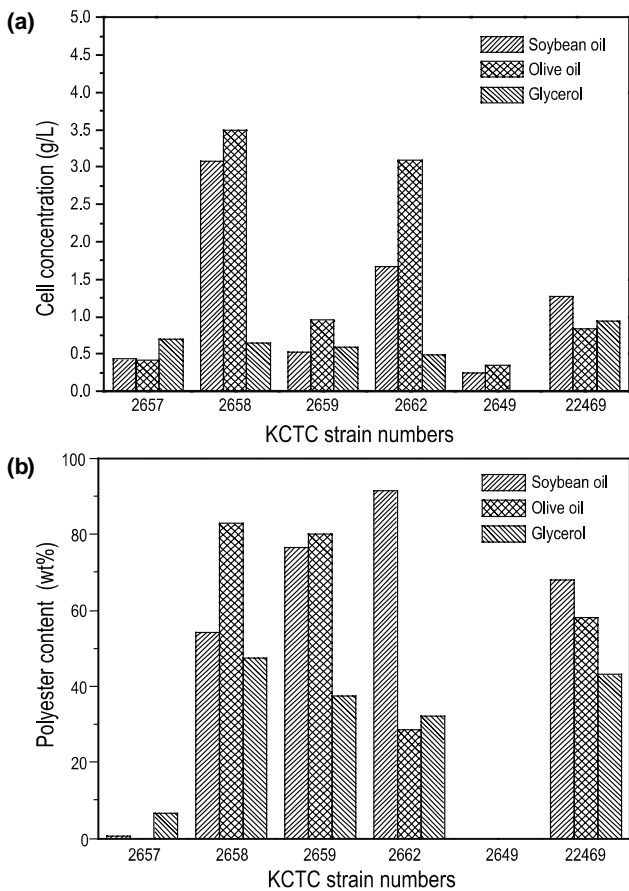 (a)
5.0
4.5
4.0
3.5
3.0
2.5
2.0
1.5
1.0
0.5
0.0
Cell concentration (g/L)
Soybean oil
Olive oil
Glycerol
2657 2658 2659 2662 2649 22469
KCTC strain numbers
(b)
100
80
60
40
20
0
Polyester content (wt%)
Soybean oil
Olive oil
Glycerol
2657 2658 2659 2662 2649 22469
KCTC strain numbers